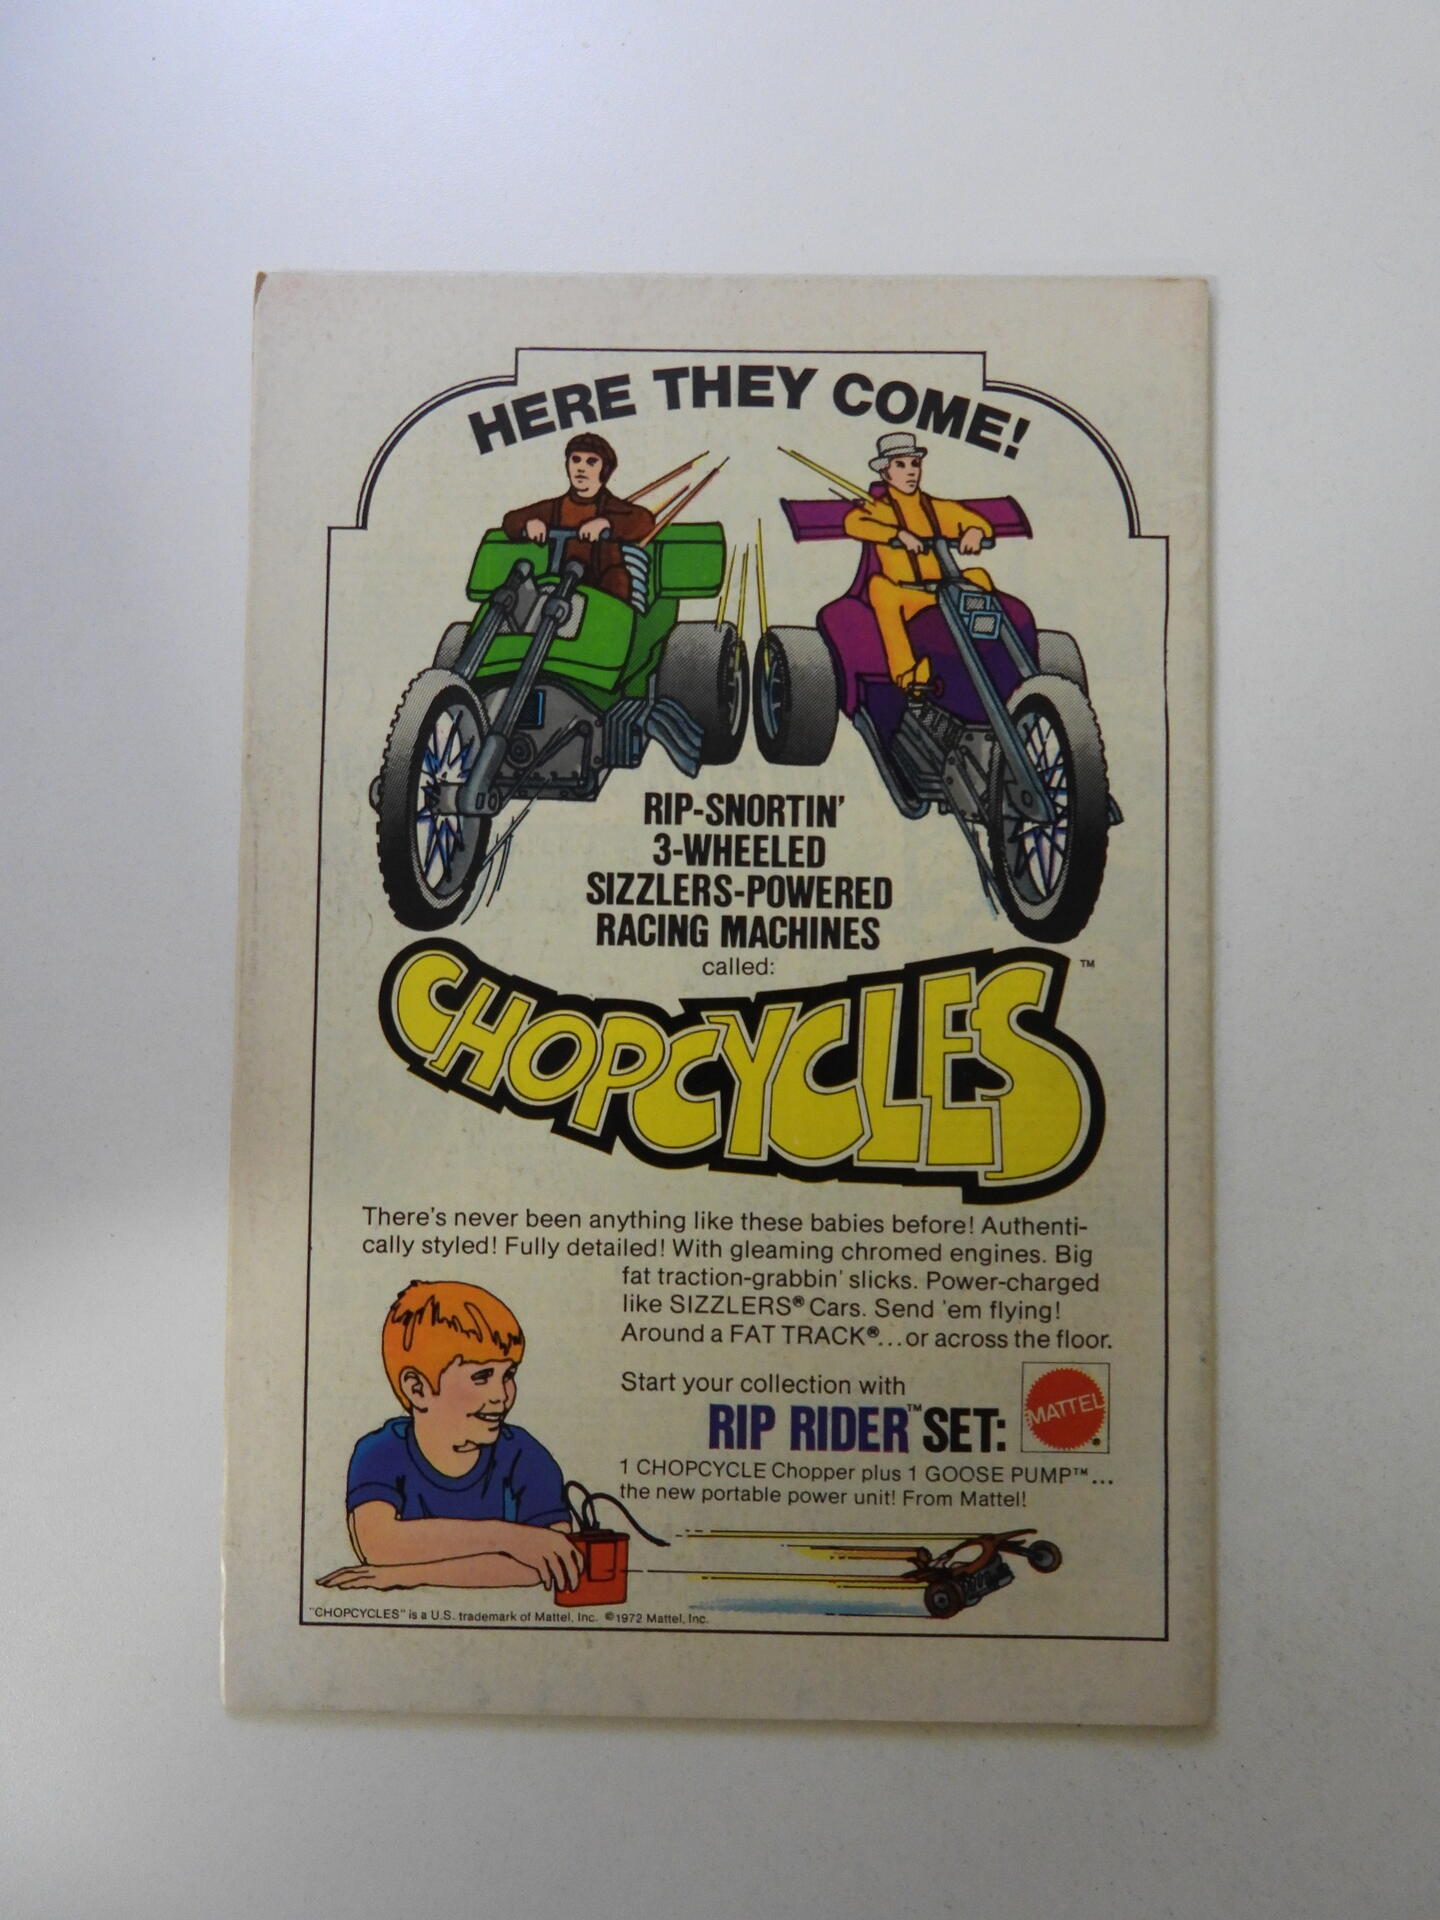 HERE THEY COME!
RIP-SNORTIN'
3-WHEELED
SIZZLERS-POWERED
RACING MACHINES
called:
CHOPCYCLES™
There's never been anything like these babies before! Authenti-
cally styled! Fully detailed! With gleaming chromed engines. Big
fat traction-grabbin' slicks. Power-charged
like SIZZLERS® Cars. Send 'em flying!
Around a FAT TRACK®...or across the floor.
Start your collection with
RIP RIDER™ SET:
MATTEL®
1 CHOPCYCLE Chopper plus 1 GOOSE PUMP™...
the new portable power unit! From Mattel!
"CHOPCYCLES" is a U.S. trademark of Mattel, Inc. ©1972 Mattel, Inc.